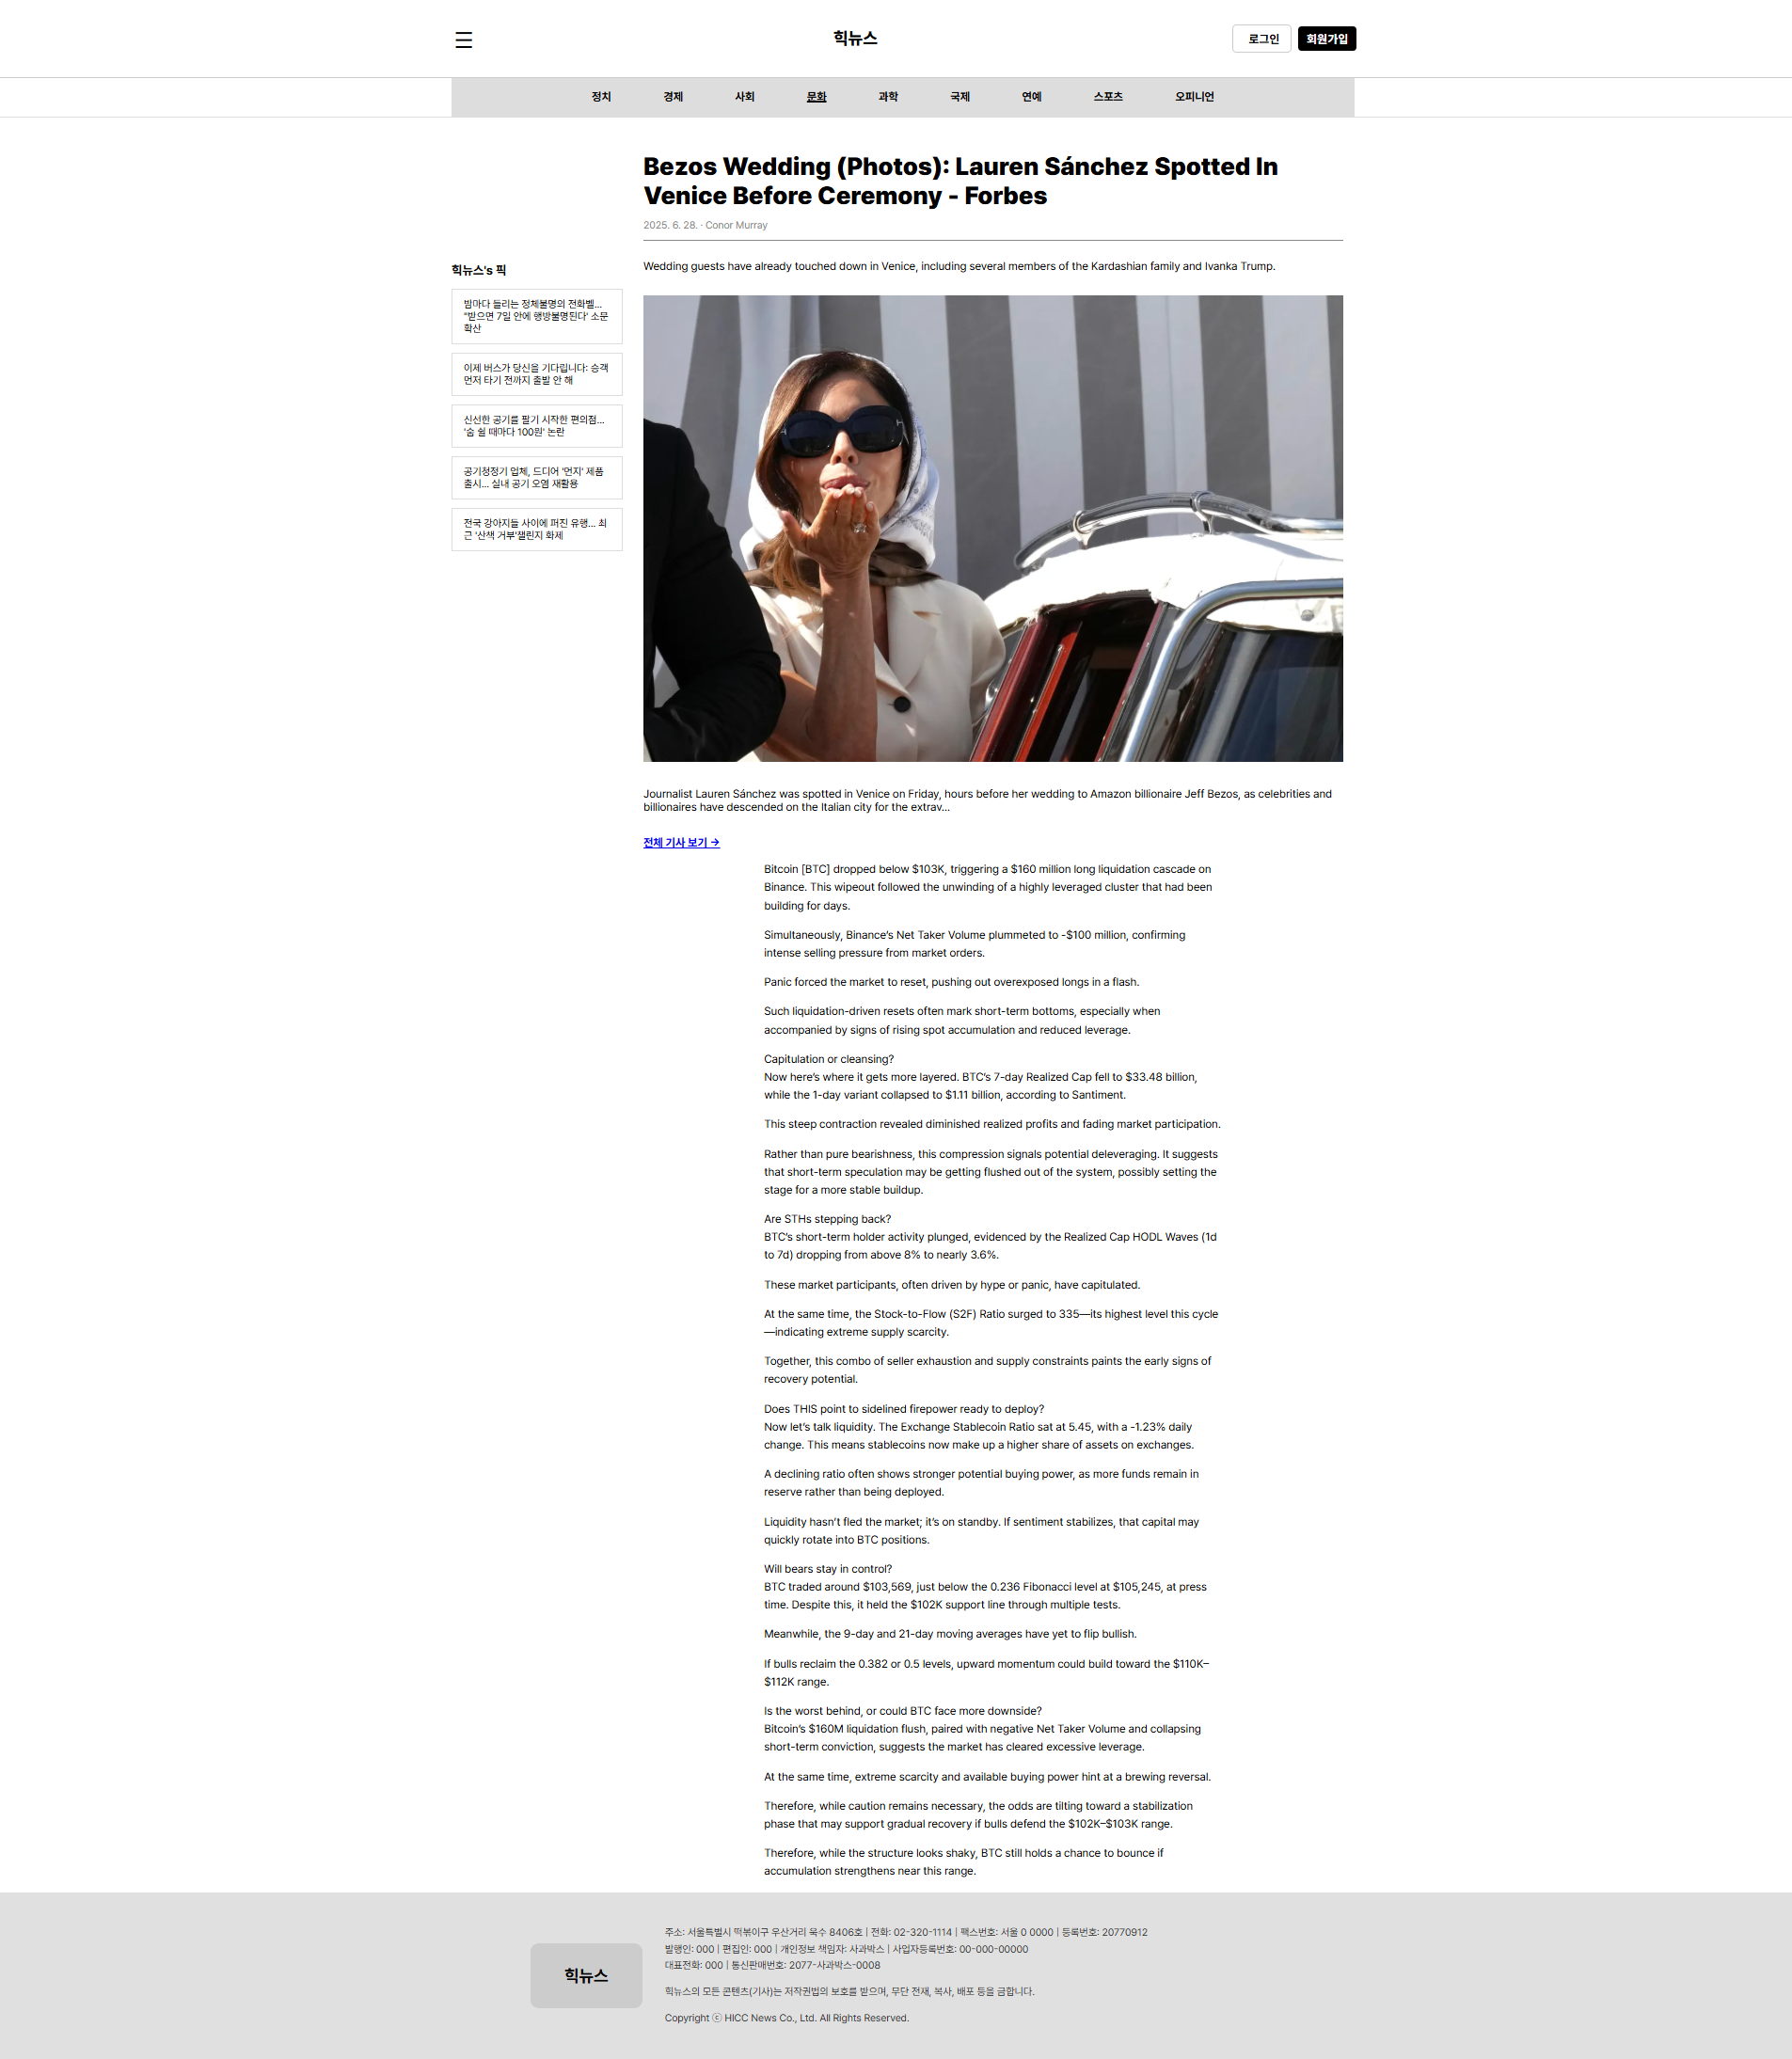 힉뉴스
로그인
회원가입
정치 경제 사회 문화 과학 국제 연예 스포츠 오피니언
Bezos Wedding (Photos): Lauren Sánchez Spotted In
Venice Before Ceremony - Forbes
2025. 6. 28. · Conor Murray
힉뉴스's 픽
밤마다 들리는 정체불명의 전화벨...
"받으면 7일 안에 행방불명된다' 소문
확산
이제 버스가 당신을 기다립니다: 승객
먼저 타기 전까지 출발 안 해
신선한 공기를 팔기 시작한 편의점...
'숨 쉴 때마다 100원' 논란
공기청정기 업체, 드디어 '먼지' 제품
출시... 실내 공기 오염 재활용
전국 강아지들 사이에 퍼진 유행... 최
근 '산책 거부'챌린지 화제
Wedding guests have already touched down in Venice, including several members of the Kardashian family and Ivanka Trump.
Journalist Lauren Sánchez was spotted in Venice on Friday, hours before her wedding to Amazon billionaire Jeff Bezos, as celebrities and
billionaires have descended on the Italian city for the extrav...
전체 기사 보기 →
Bitcoin [BTC] dropped below $103K, triggering a $160 million long liquidation cascade on
Binance. This wipeout followed the unwinding of a highly leveraged cluster that had been
building for days.
Simultaneously, Binance's Net Taker Volume plummeted to -$100 million, confirming
intense selling pressure from market orders.
Panic forced the market to reset, pushing out overexposed longs in a flash.
Such liquidation-driven resets often mark short-term bottoms, especially when
accompanied by signs of rising spot accumulation and reduced leverage.
Capitulation or cleansing?
Now here's where it gets more layered. BTC's 7-day Realized Cap fell to $33.48 billion,
while the 1-day variant collapsed to $1.11 billion, according to Santiment.
This steep contraction revealed diminished realized profits and fading market participation.
Rather than pure bearishness, this compression signals potential deleveraging. It suggests
that short-term speculation may be getting flushed out of the system, possibly setting the
stage for a more stable buildup.
Are STHs stepping back?
BTC's short-term holder activity plunged, evidenced by the Realized Cap HODL Waves (1d
to 7d) dropping from above 8% to nearly 3.6%.
These market participants, often driven by hype or panic, have capitulated.
At the same time, the Stock-to-Flow (S2F) Ratio surged to 335—its highest level this cycle
—indicating extreme supply scarcity.
Together, this combo of seller exhaustion and supply constraints paints the early signs of
recovery potential.
Does THIS point to sidelined firepower ready to deploy?
Now let's talk liquidity. The Exchange Stablecoin Ratio sat at 5.45, with a -1.23% daily
change. This means stablecoins now make up a higher share of assets on exchanges.
A declining ratio often shows stronger potential buying power, as more funds remain in
reserve rather than being deployed.
Liquidity hasn't fled the market; it's on standby. If sentiment stabilizes, that capital may
quickly rotate into BTC positions.
Will bears stay in control?
BTC traded around $103,569, just below the 0.236 Fibonacci level at $105,245, at press
time. Despite this, it held the $102K support line through multiple tests.
Meanwhile, the 9-day and 21-day moving averages have yet to flip bullish.
If bulls reclaim the 0.382 or 0.5 levels, upward momentum could build toward the $110K–
$112K range.
Is the worst behind, or could BTC face more downside?
Bitcoin's $160M liquidation flush, paired with negative Net Taker Volume and collapsing
short-term conviction, suggests the market has cleared excessive leverage.
At the same time, extreme scarcity and available buying power hint at a brewing reversal.
Therefore, while caution remains necessary, the odds are tilting toward a stabilization
phase that may support gradual recovery if bulls defend the $102K–$103K range.
Therefore, while the structure looks shaky, BTC still holds a chance to bounce if
accumulation strengthens near this range.
힉뉴스
주소: 서울특별시 떡볶이구 우산거리 묵수 8406호 | 전화: 02-320-1114 | 팩스번호: 서울 0 0000 | 등록번호: 20770912
발행인: 000 | 편집인: 000 | 개인정보 책임자: 사과박스 | 사업자등록번호: 00-000-00000
대표전화: 000 | 통신판매번호: 2077-사과박스-0008
힉뉴스의 모든 콘텐츠(기사)는 저작권법의 보호를 받으며, 무단 전재, 복사, 배포 등을 금합니다.
Copyright ⓒ HICC News Co., Ltd. All Rights Reserved.